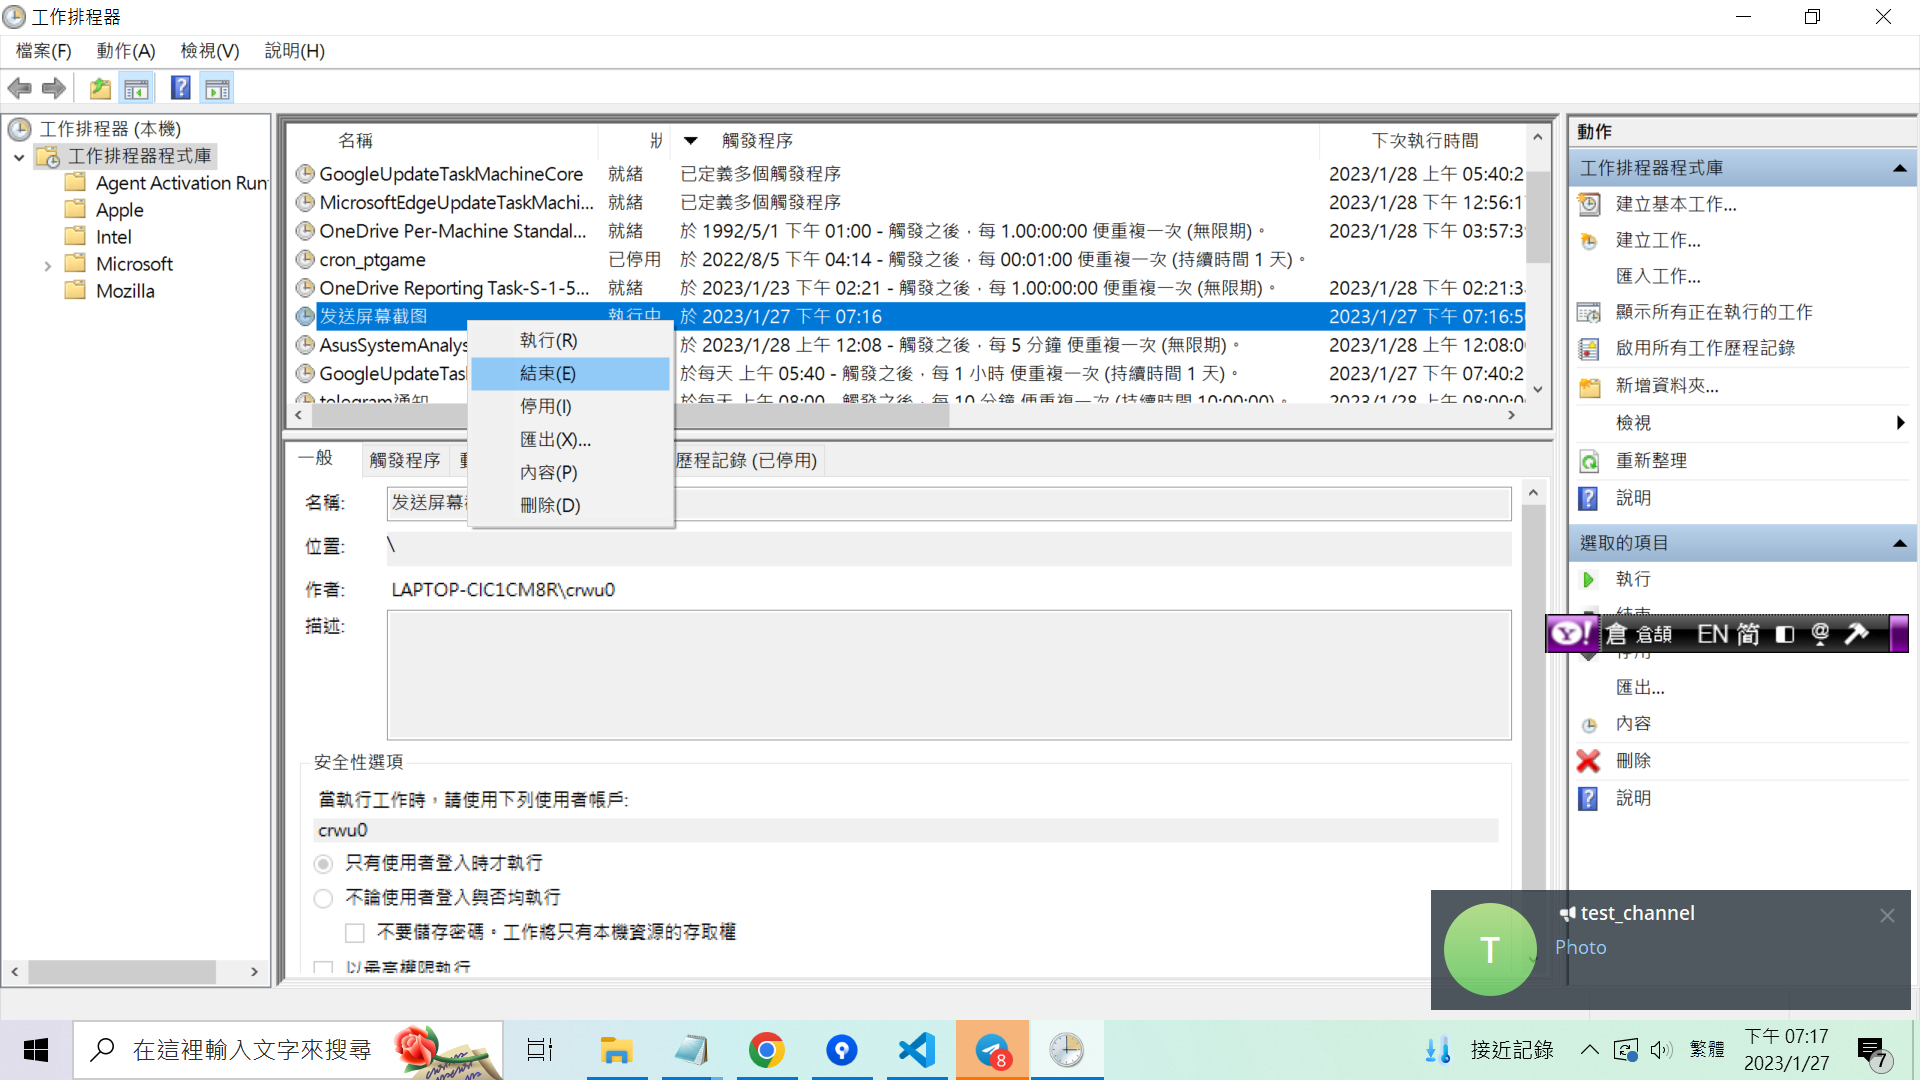 工作排程器
檔案(F) 動作(A) 檢視(V) 說明(H)
工作排程器 (本機)
工作排程器程式庫
Agent Activation Run
Apple
Intel
Microsoft
Mozilla
名稱 狀 觸發程序 下次執行時間
GoogleUpdateTaskMachineCore 就緒 已定義多個觸發程序 2023/1/28 上午 05:40:2
MicrosoftEdgeUpdateTaskMachi... 就緒 已定義多個觸發程序 2023/1/28 下午 12:56:1
OneDrive Per-Machine Standal... 就緒 於 1992/5/1 下午 01:00 - 觸發之後，每 1.00:00:00 便重複一次 (無限期)。 2023/1/28 下午 03:57:3
cron_ptgame 已停用 於 2022/8/5 下午 04:14 - 觸發之後，每 00:01:00 便重複一次 (持續時間 1 天)。
OneDrive Reporting Task-S-1-5... 就緒 於 2023/1/23 下午 02:21 - 觸發之後，每 1.00:00:00 便重複一次 (無限期)。 2023/1/28 下午 02:21:3
发送屏幕截图 執行中 於 2023/1/27 下午 07:16 2023/1/27 下午 07:16:5
AsusSystemAnalys 於 2023/1/28 上午 12:08 - 觸發之後，每 5 分鐘 便重複一次 (無限期)。 2023/1/28 上午 12:08:0
GoogleUpdateTas 於每天 上午 05:40 - 觸發之後，每 1 小時 便重複一次 (持續時間 1 天)。 2023/1/27 下午 07:40:2
telegram通知 於每天 上午 08:00 - 觸發之後，每 10 分鐘 便重複一次 (持續時間 10:00:00)。 2023/1/28 上午 08:00:0
執行(R)
結束(E)
停用(I)
匯出(X)...
內容(P)
刪除(D)
一般 觸發程序 歷程記錄 (已停用)
名稱: 发送屏幕
位置: \
作者: LAPTOP-CIC1CM8R\crwu0
描述:
安全性選項
當執行工作時，請使用下列使用者帳戶:
crwu0
只有使用者登入時才執行
不論使用者登入與否均執行
不要儲存密碼。工作將只有本機資源的存取權
以最高權限執行
動作
工作排程器程式庫
建立基本工作...
建立工作...
匯入工作...
顯示所有正在執行的工作
啟用所有工作歷程記錄
新增資料夾...
檢視
重新整理
說明
選取的項目
執行
結束
Y! 倉 倉頡 EN 简 @
停用
匯出...
內容
刪除
說明
T test_channel
Photo
在這裡輸入文字來搜尋
8
接近記錄
繁體
下午 07:17
2023/1/27
7